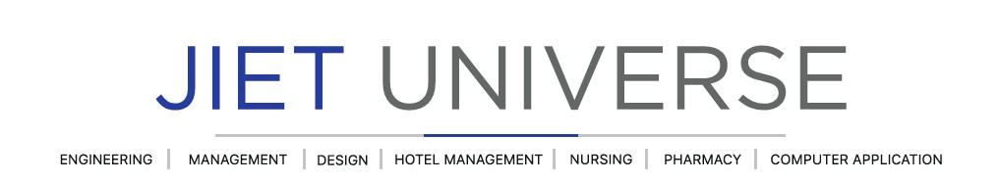 JIET UNIVERSE
ENGINEERING | MANAGEMENT | DESIGN | HOTEL MANAGEMENT | NURSING | PHARMACY | COMPUTER APPLICATION